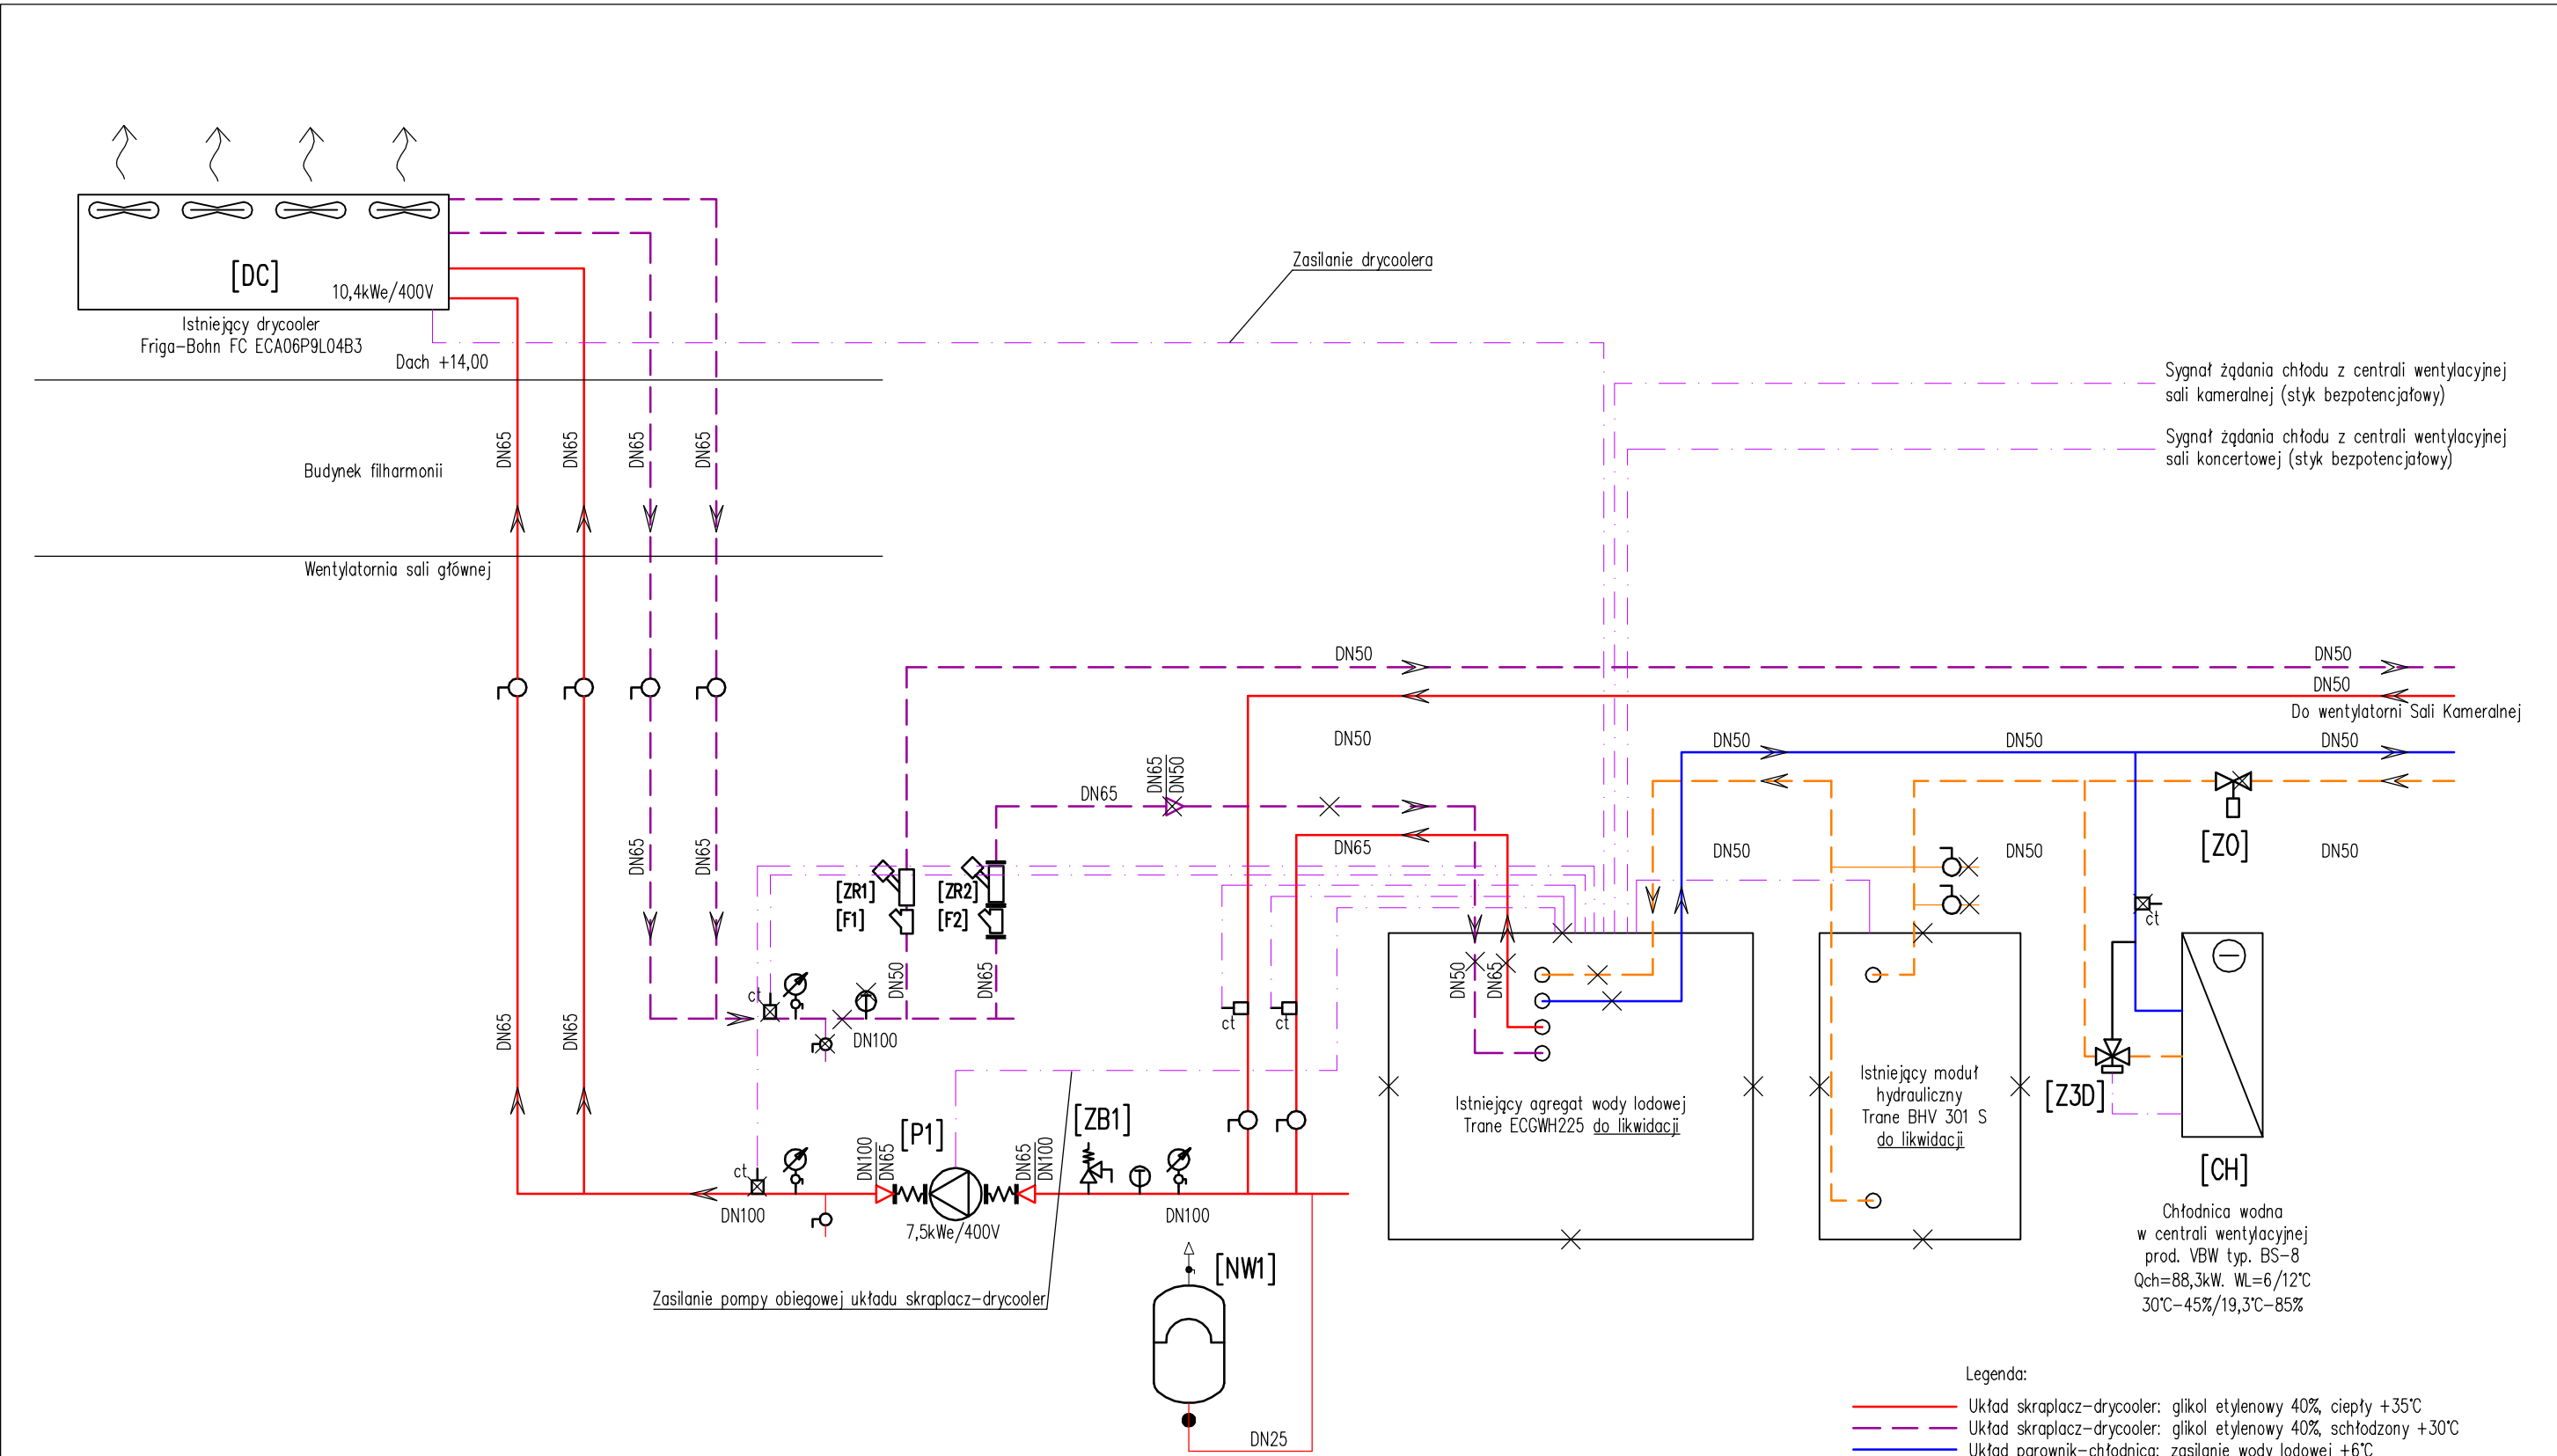 Zasilanie drycoolera
[DC]
10,4kWe/400V
Istniejący drycooler
Friga-Bohn FC ECA06P9L04B3
Dach +14,00
Sygnał żądania chłodu z centrali wentylacyjnej
sali kameralnej (styk bezpotencjałowy)
Sygnał żądania chłodu z centrali wentylacyjnej
sali koncertowej (styk bezpotencjałowy)
DN65
DN65
DN65
DN65
Budynek filharmonii
Wentylatornia sali głównej
DN50
DN50
DN50
Do wentylatorni Sali Kameralnej
DN50
DN50
DN50
DN50
DN65
DN65
DN50
DN65
DN65
DN65
DN50
DN50
DN50
[ZO]
[ZR1]
[F1]
[ZR2]
[F2]
ct
DN50
DN65
DN50
DN65
ct
ct
ct
DN65
DN65
DN100
Istniejący agregat wody lodowej
Trane ECGWH225 do likwidacji
Istniejący moduł
hydrauliczny
Trane BHV 301 S
do likwidacji
[Z3D]
[P1]
[ZB1]
DN100
DN65
DN65
DN100
ct
[CH]
DN100
7,5kWe/400V
DN100
Chłodnica wodna
w centrali wentylacyjnej
prod. VBW typ. BS-8
Qch=88,3kW. WL=6/12°C
30°C-45%/19,3°C-85%
[NW1]
Zasilanie pompy obiegowej układu skraplacz-drycooler
DN25
Legenda:
Układ skraplacz-drycooler: glikol etylenowy 40%, ciepły +35°C
Układ skraplacz-drycooler: glikol etylenowy 40%, schłodzony +30°C
Układ parownik-chłodnica: zasilanie wody lodowej +6°C